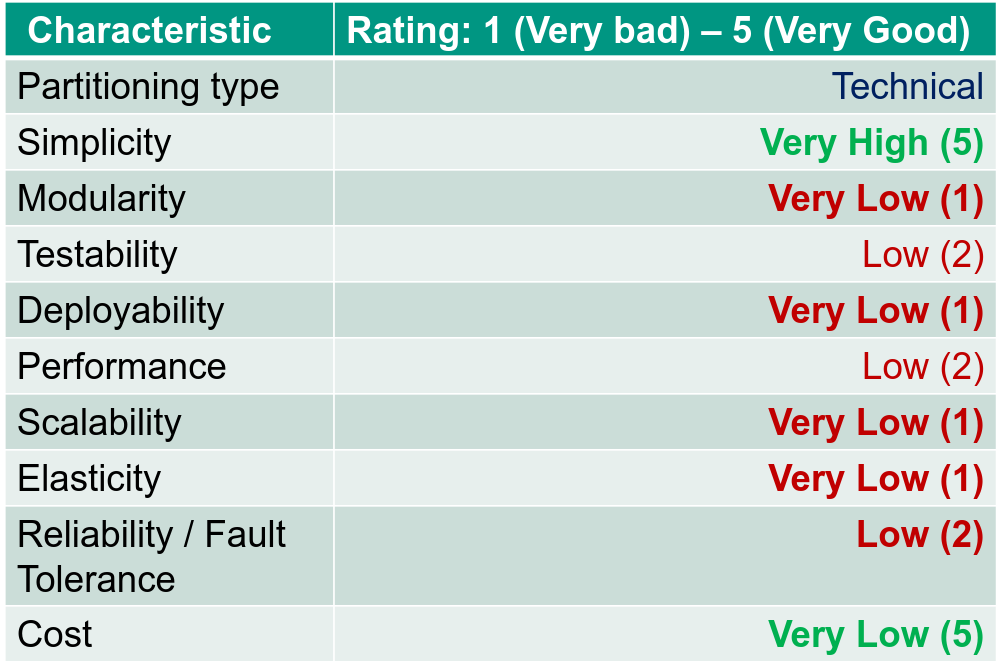 Characteristic Rating: 1 (Very bad) – 5 (Very Good)
Partitioning type Technical
Simplicity Very High (5)
Modularity Very Low (1)
Testability Low (2)
Deployability Very Low (1)
Performance Low (2)
Scalability Very Low (1)
Elasticity Very Low (1)
Reliability / Fault Low (2)
Tolerance
Cost Very Low (5)